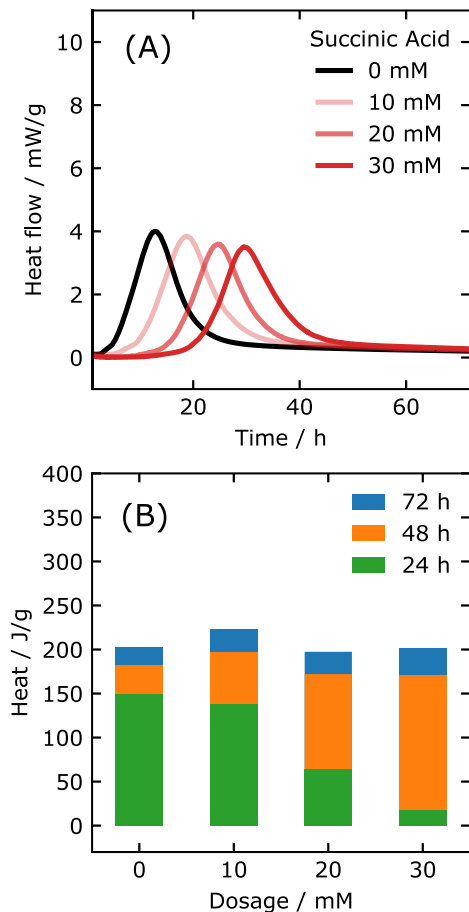 (A)
Succinic Acid
0 mM
10 mM
20 mM
30 mM
Heat flow / mW/g
10
8
6
4
2
0
20
40
60
Time / h
(B)
72 h
48 h
24 h
Heat / J/g
400
350
300
250
200
150
100
50
0
0
10
20
30
Dosage / mM